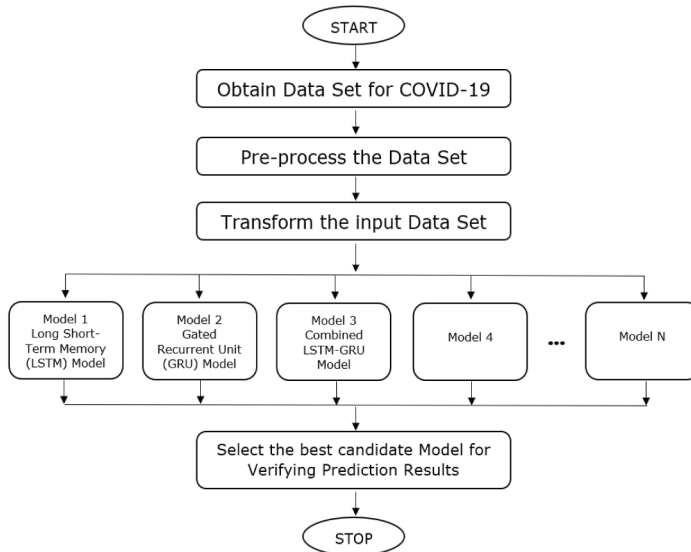 START
Obtain Data Set for COVID-19
Pre-process the Data Set
Transform the input Data Set
Model 1
Long Short-
Term Memory
(LSTM) Model
Model 2
Gated
Recurrent Unit
(GRU) Model
Model 3
Combined
LSTM-GRU
Model
Model 4
...
Model N
Select the best candidate Model for
Verifying Prediction Results
STOP